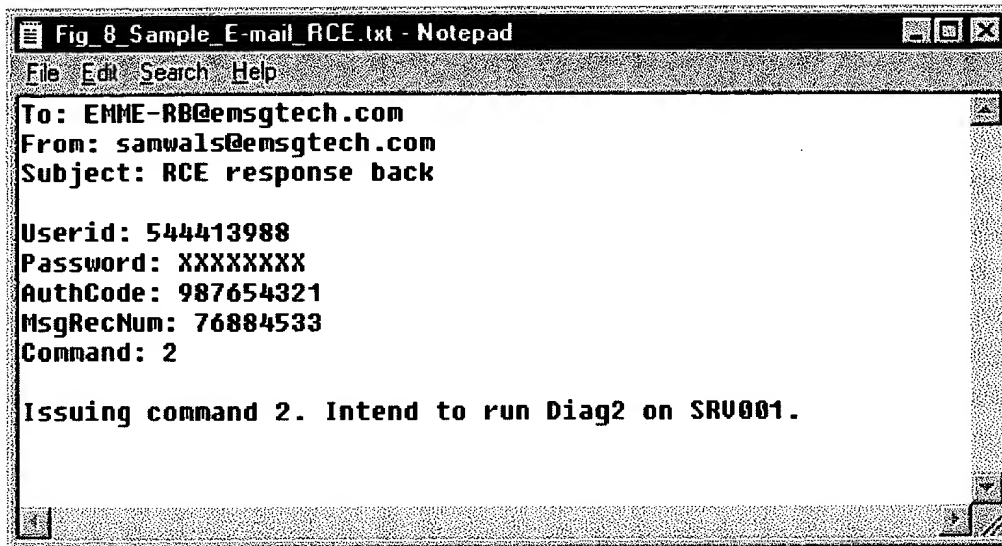 Fig_8_Sample_E-mail_RCE.txt - Notepad
File Edit Search Help
To: EMME-RB@emsgtech.com
From: samwals@emsgtech.com
Subject: RCE response back
Userid: 544413988
Password: XXXXXXXX
AuthCode: 987654321
MsgRecNum: 76884533
Command: 2
Issuing command 2. Intend to run Diag2 on SRV001.